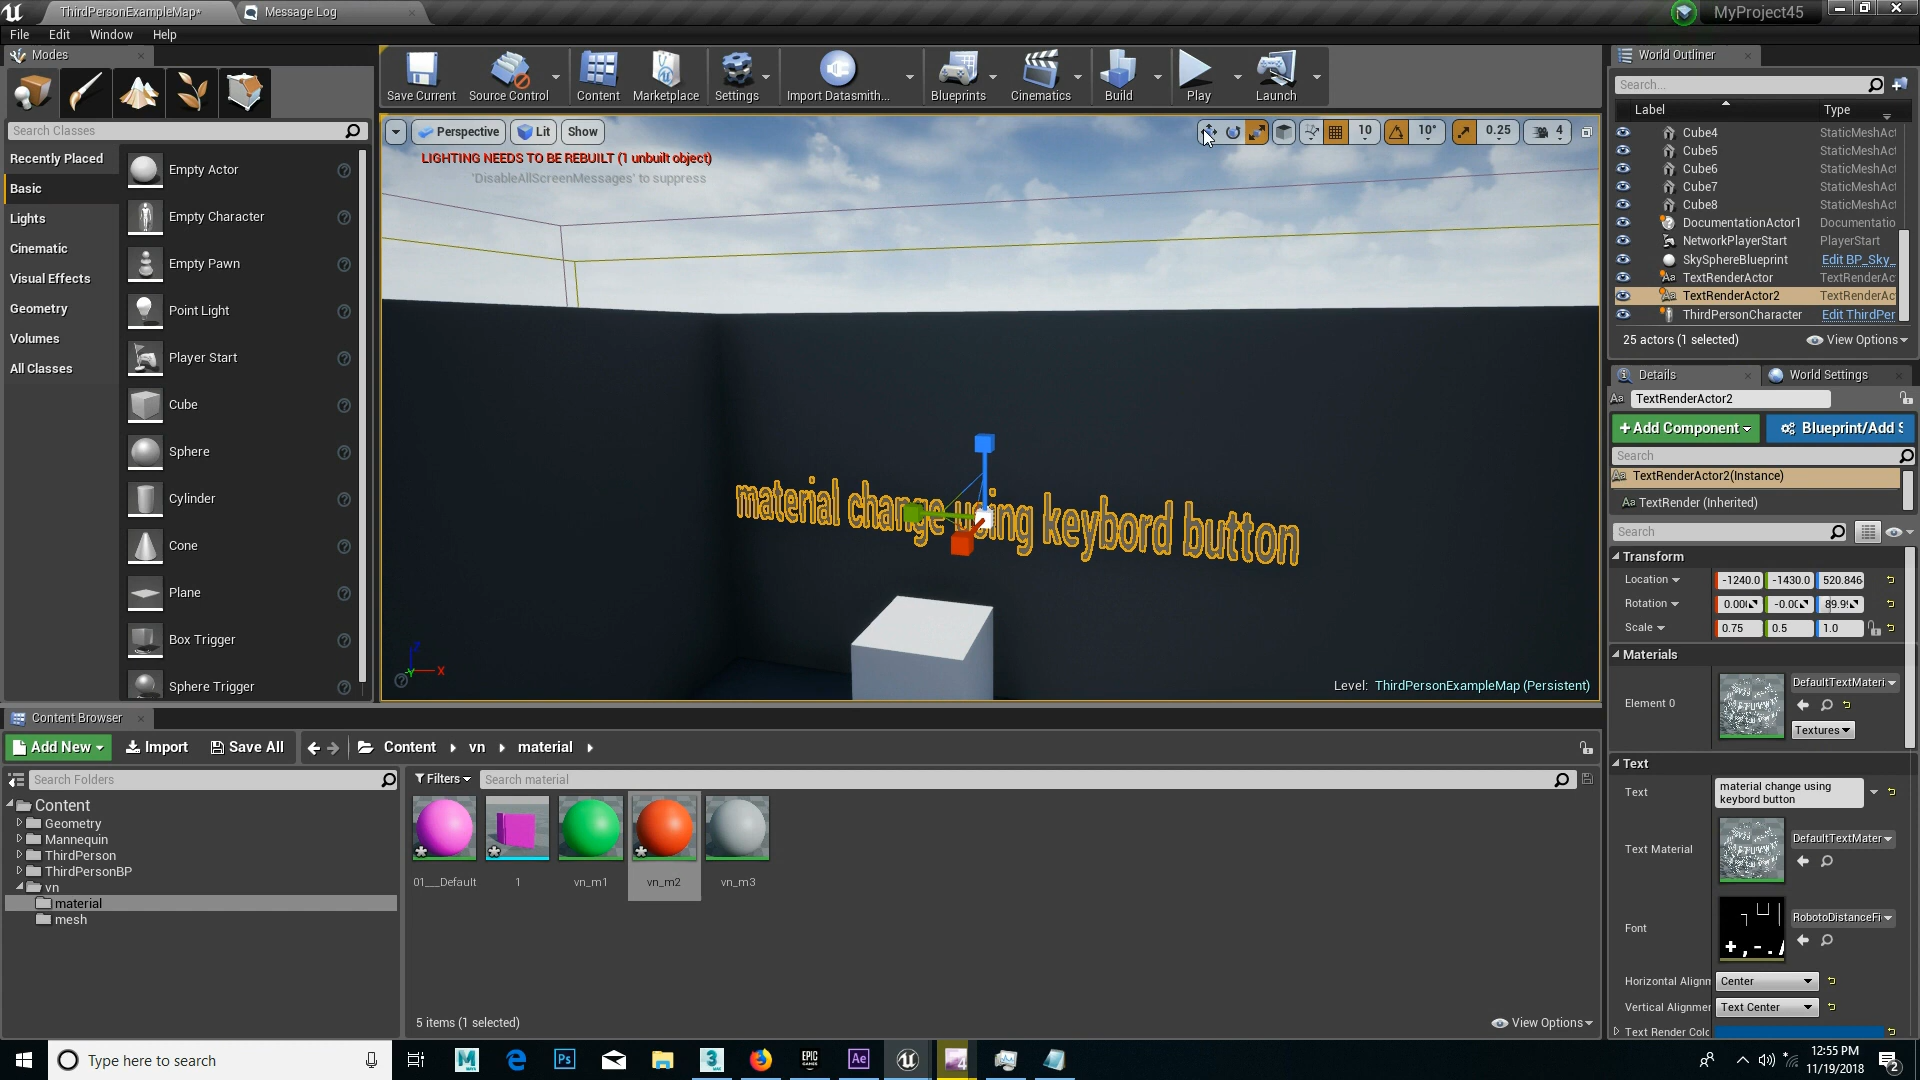 ThirdPersonExampleMap*
Message Log
MyProject45
File Edit Window Help
Modes
Search Classes
Recently Placed
Basic
Lights
Cinematic
Visual Effects
Geometry
Volumes
All Classes
Empty Actor
Empty Character
Empty Pawn
Point Light
Player Start
Cube
Sphere
Cylinder
Cone
Plane
Box Trigger
Sphere Trigger
Save Current
Source Control
Content
Marketplace
Settings
Import Datasmith...
Blueprints
Cinematics
Build
Play
Launch
Perspective
Lit
Show
10
10°
0.25
4
LIGHTING NEEDS TO BE REBUILT (1 unbuilt object)
'DisableAllScreenMessages' to suppress
material change using keybord button
X
Level: ThirdPersonExampleMap (Persistent)
World Outliner
Search...
Label Type
Cube4 StaticMeshAct
Cube5 StaticMeshAct
Cube6 StaticMeshAct
Cube7 StaticMeshAct
Cube8 StaticMeshAct
DocumentationActor1 Documentatio
NetworkPlayerStart PlayerStart
SkySphereBlueprint Edit BP_Sky_
TextRenderActor TextRenderAc
TextRenderActor2 TextRenderAc
ThirdPersonCharacter Edit ThirdPer
25 actors (1 selected)
View Options
Details
World Settings
TextRenderActor2
+Add Component
Blueprint/Add S
Search
TextRenderActor2(Instance)
TextRender (Inherited)
Search
Transform
Location -1240.0 -1430.0 520.846
Rotation 0.00 -0.00 89.9
Scale 0.75 0.5 1.0
Materials
Element 0
DefaultTextMateri
Textures
Text
Text
material change using
keybord button
Text Material
DefaultTextMater
Font
RobotoDistanceFi
Horizontal Alignm Center
Vertical Alignmer Text Center
Text Render Colc
Content Browser
Add New
Import
Save All
Content
vn
material
Search Folders
Filters
Search material
Content
Geometry
Mannequin
ThirdPerson
ThirdPersonBP
vn
material
mesh
01___Default
1
vn_m1
vn_m2
vn_m3
5 items (1 selected)
View Options
Type here to search
12:55 PM
11/19/2018
2